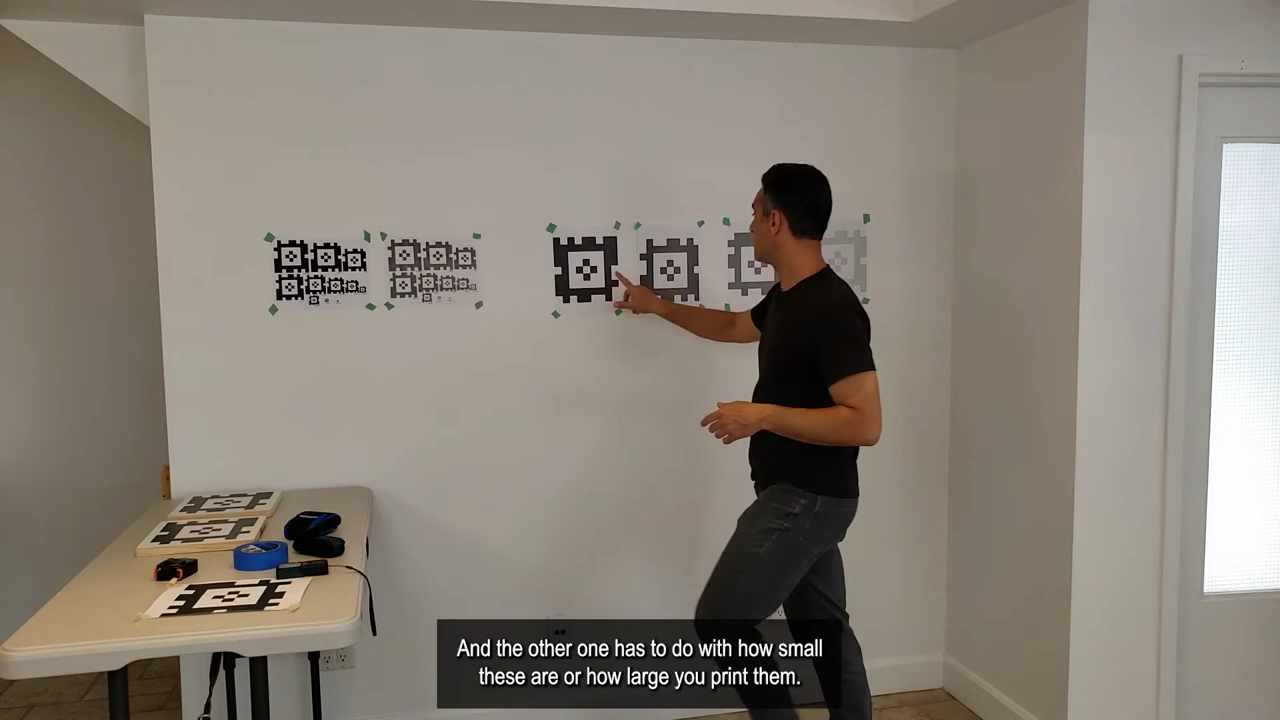 And the other one has to do with how small
these are or how large you print them.